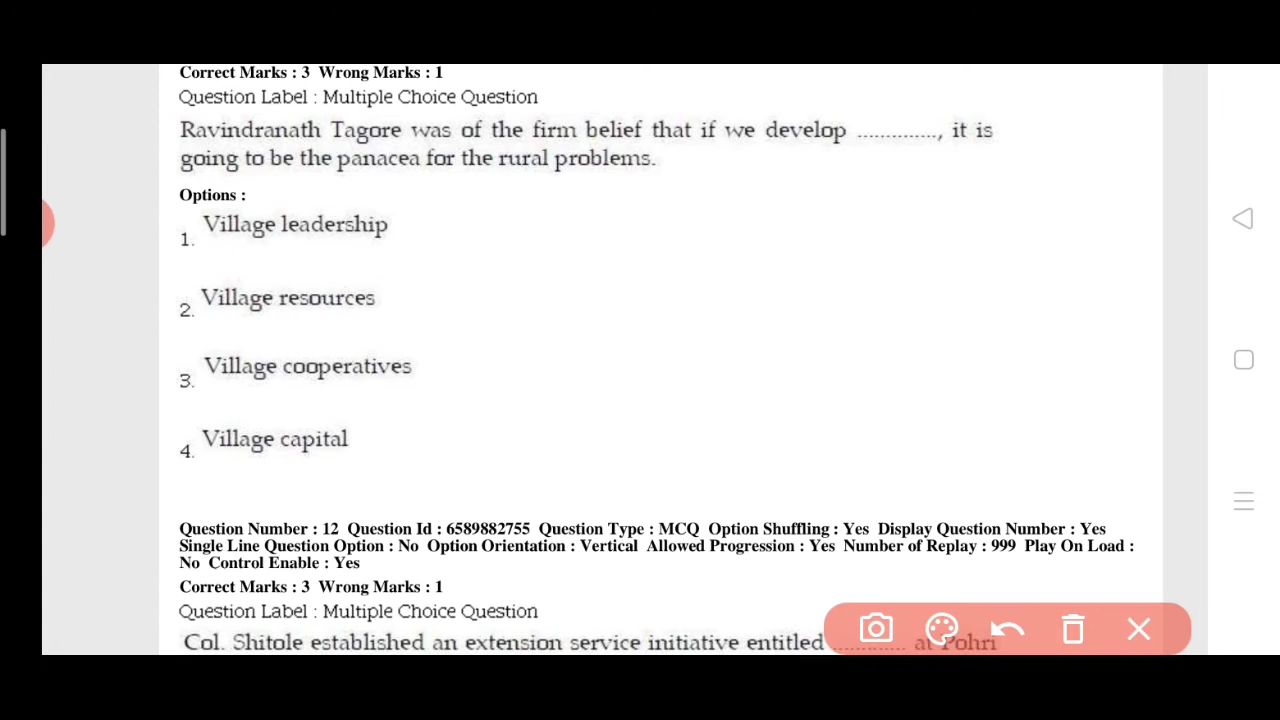 Correct Marks : 3 Wrong Marks : 1
Question Label : Multiple Choice Question
Ravindranath Tagore was of the firm belief that if we develop .............., it is
going to be the panacea for the rural problems.
Options :
1. Village leadership
2. Village resources
3. Village cooperatives
4. Village capital
Question Number : 12 Question Id : 6589882755 Question Type : MCQ Option Shuffling : Yes Display Question Number : Yes
Single Line Question Option : No Option Orientation : Vertical Allowed Progression : Yes Number of Replay : 999 Play On Load :
No Control Enable : Yes
Correct Marks : 3 Wrong Marks : 1
Question Label : Multiple Choice Question
Col. Shitole established an extension service initiative entitled ............. at Pohri